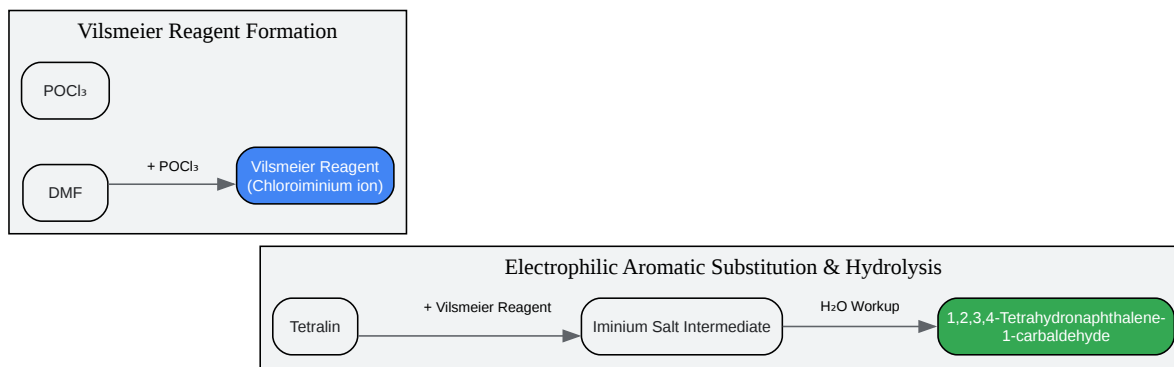 Vilsmeier Reagent Formation
POCl₃
DMF
+ POCl₃
Vilsmeier Reagent
(Chloroiminium ion)
Electrophilic Aromatic Substitution & Hydrolysis
Tetralin
+ Vilsmeier Reagent
Iminium Salt Intermediate
H₂O Workup
1,2,3,4-Tetrahydronaphthalene-
1-carbaldehyde